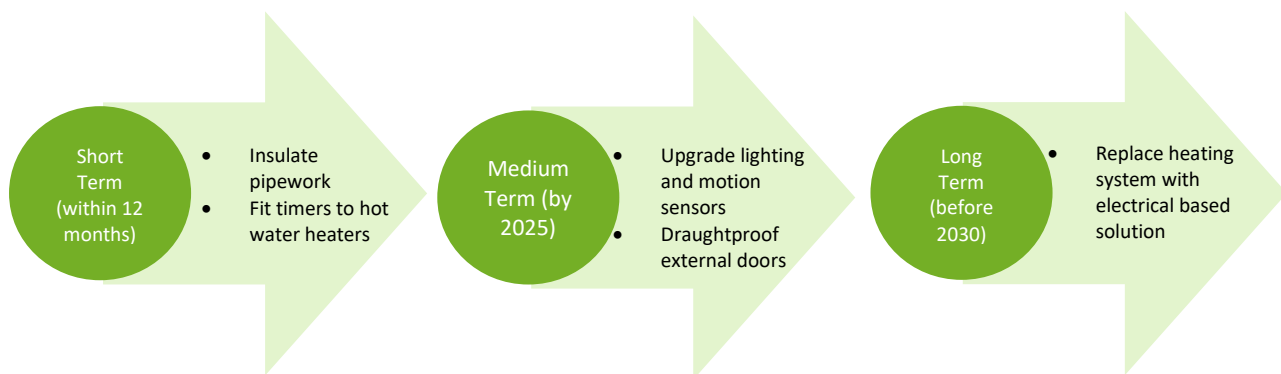 Short
Term
(within 12
months)
• Insulate
pipework
• Fit timers to hot
water heaters
Medium
Term (by
2025)
• Upgrade lighting
and motion
sensors
• Draughtproof
external doors
Long
Term
(before
2030)
• Replace heating
system with
electrical based
solution